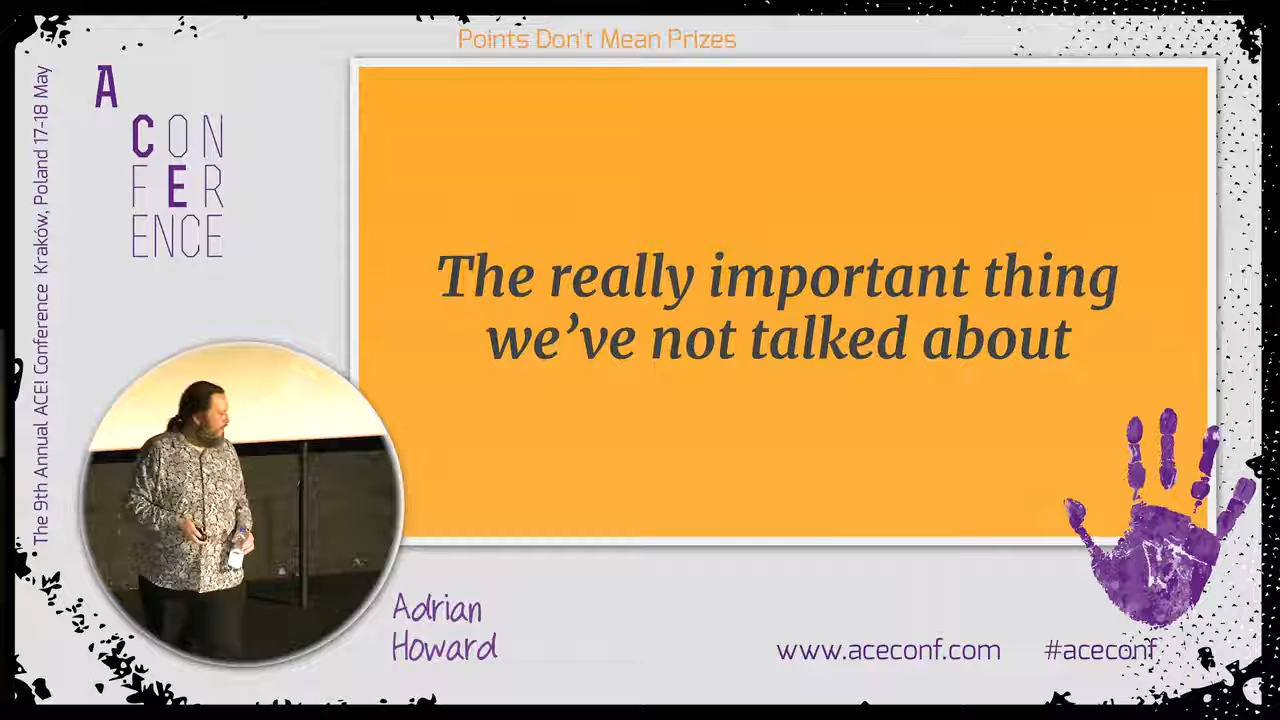 Points Don't Mean Prizes
The 9th Annual ACE! Conference Kraków, Poland 17-18 May
A
CON
FER
ENCE
The really important thing
we’ve not talked about
Adrian
Howard
www.aceconf.com
#aceconf